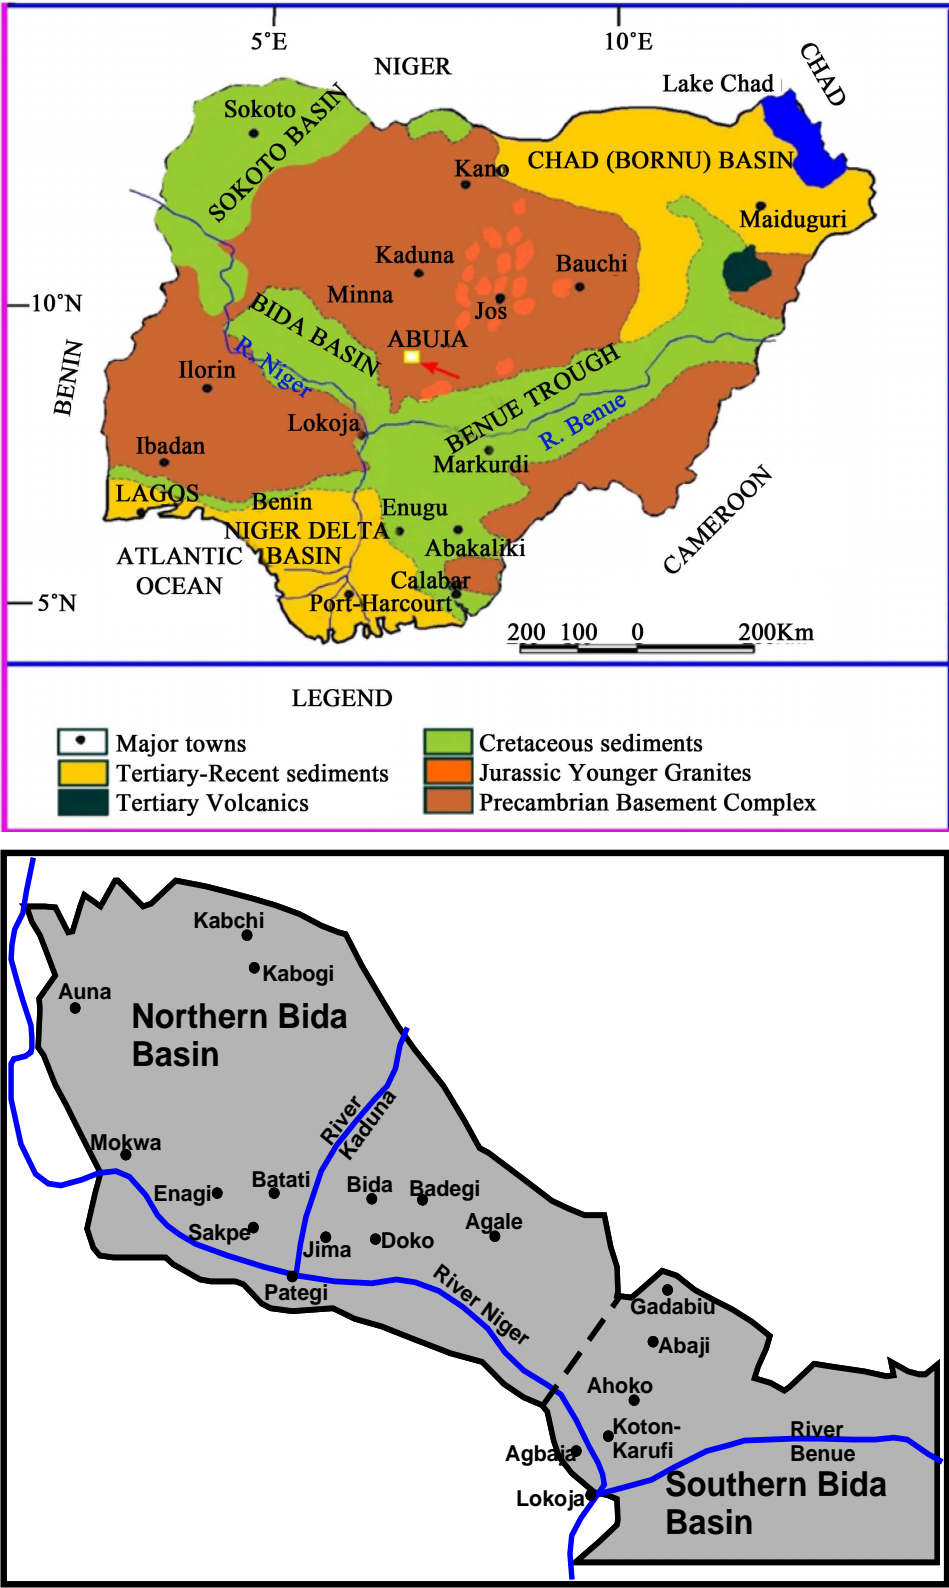 5°E
10°E
NIGER
CHAD
Lake Chad
Sokoto
SOKOTO BASIN
CHAD (BORNU) BASIN
Kano
Maiduguri
Kaduna
Bauchi
Minna
10°N
BIDA BASIN
Jos
ABUJA
BENIN
R. Niger
Ilorin
BENUE TROUGH
R. Benue
Lokoja
Ibadan
Markurdi
LAGOS
Benin
Enugu
CAMEROON
NIGER DELTA
BASIN
Abakaliki
ATLANTIC
OCEAN
Calabar
5°N
Port-Harcourt
200 100 0 200Km
LEGEND
Major towns
Cretaceous sediments
Tertiary-Recent sediments
Jurassic Younger Granites
Tertiary Volcanics
Precambrian Basement Complex
Kabchi
Kabogi
Auna
Northern Bida
Basin
River
Kaduna
Mokwa
Enagi
Batati
Bida
Badegi
Sakpe
Jima
Doko
Agale
Pategi
River Niger
Gadabiu
Abaji
Ahoko
Koton-
Karufi
River
Benue
Agbaja
Lokoja
Southern Bida
Basin